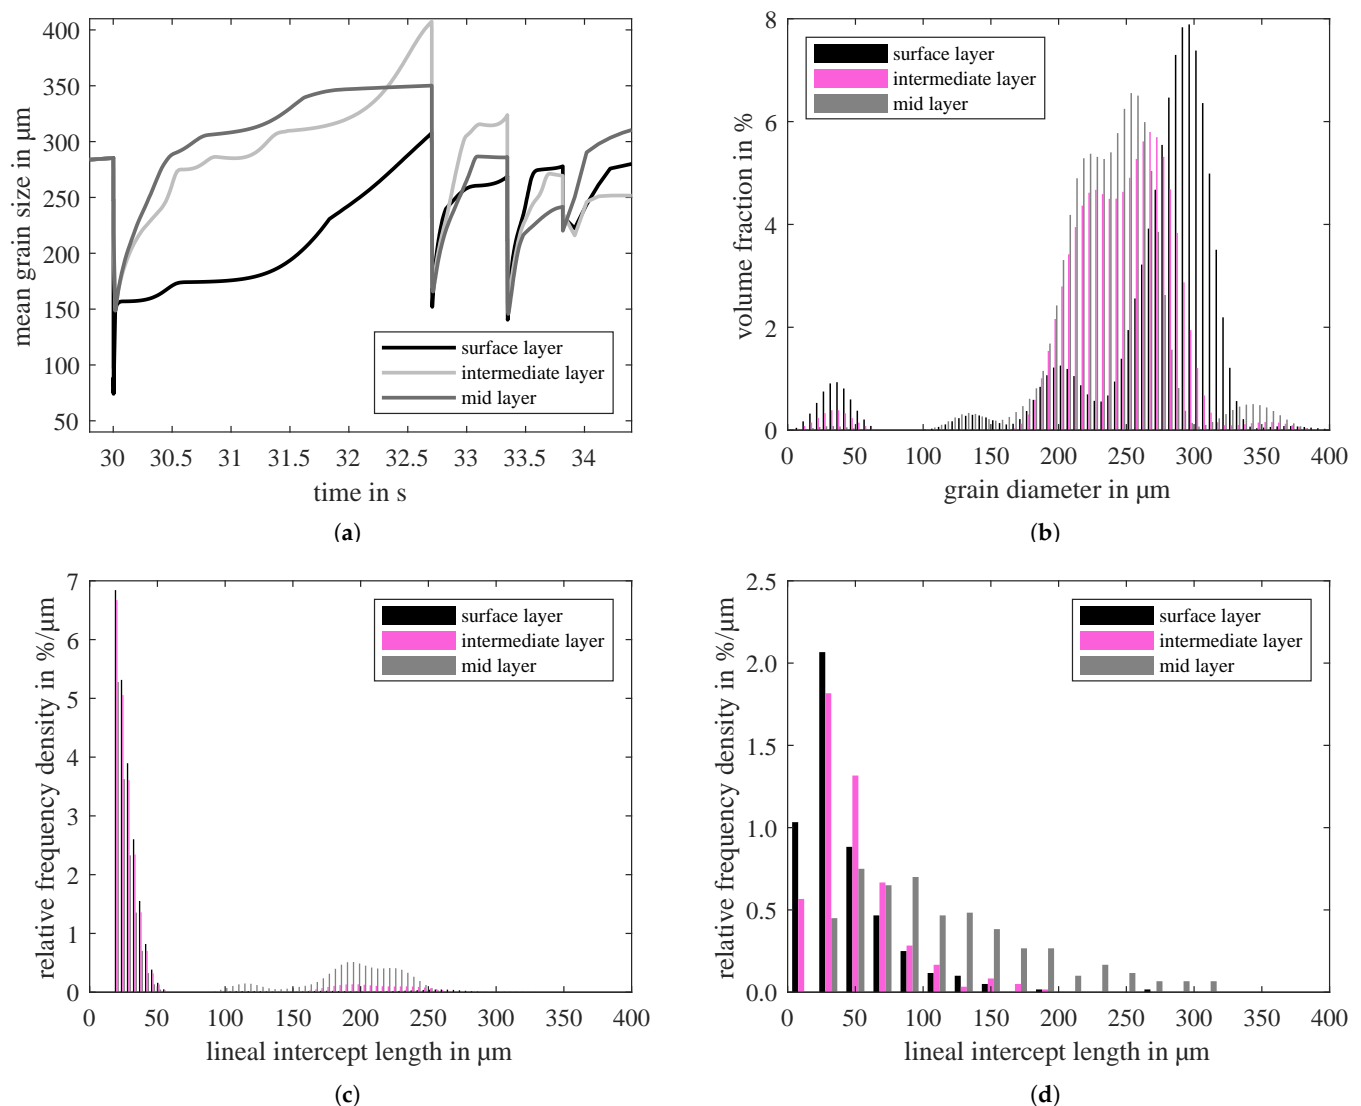 400
350
300
250
200
150
100
50
mean grain size in µm
surface layer
intermediate layer
mid layer
30 30.5 31 31.5 32 32.5 33 33.5 34
time in s
(a)
8
6
4
2
0
volume fraction in %
surface layer
intermediate layer
mid layer
0 50 100 150 200 250 300 350 400
grain diameter in µm
(b)
7
6
5
4
3
2
1
0
relative frequency density in %/µm
surface layer
intermediate layer
mid layer
0 50 100 150 200 250 300 350 400
lineal intercept length in µm
(c)
2.5
2.0
1.5
1.0
0.5
0.0
relative frequency density in %/µm
surface layer
intermediate layer
mid layer
0 50 100 150 200 250 300 350 400
lineal intercept length in µm
(d)